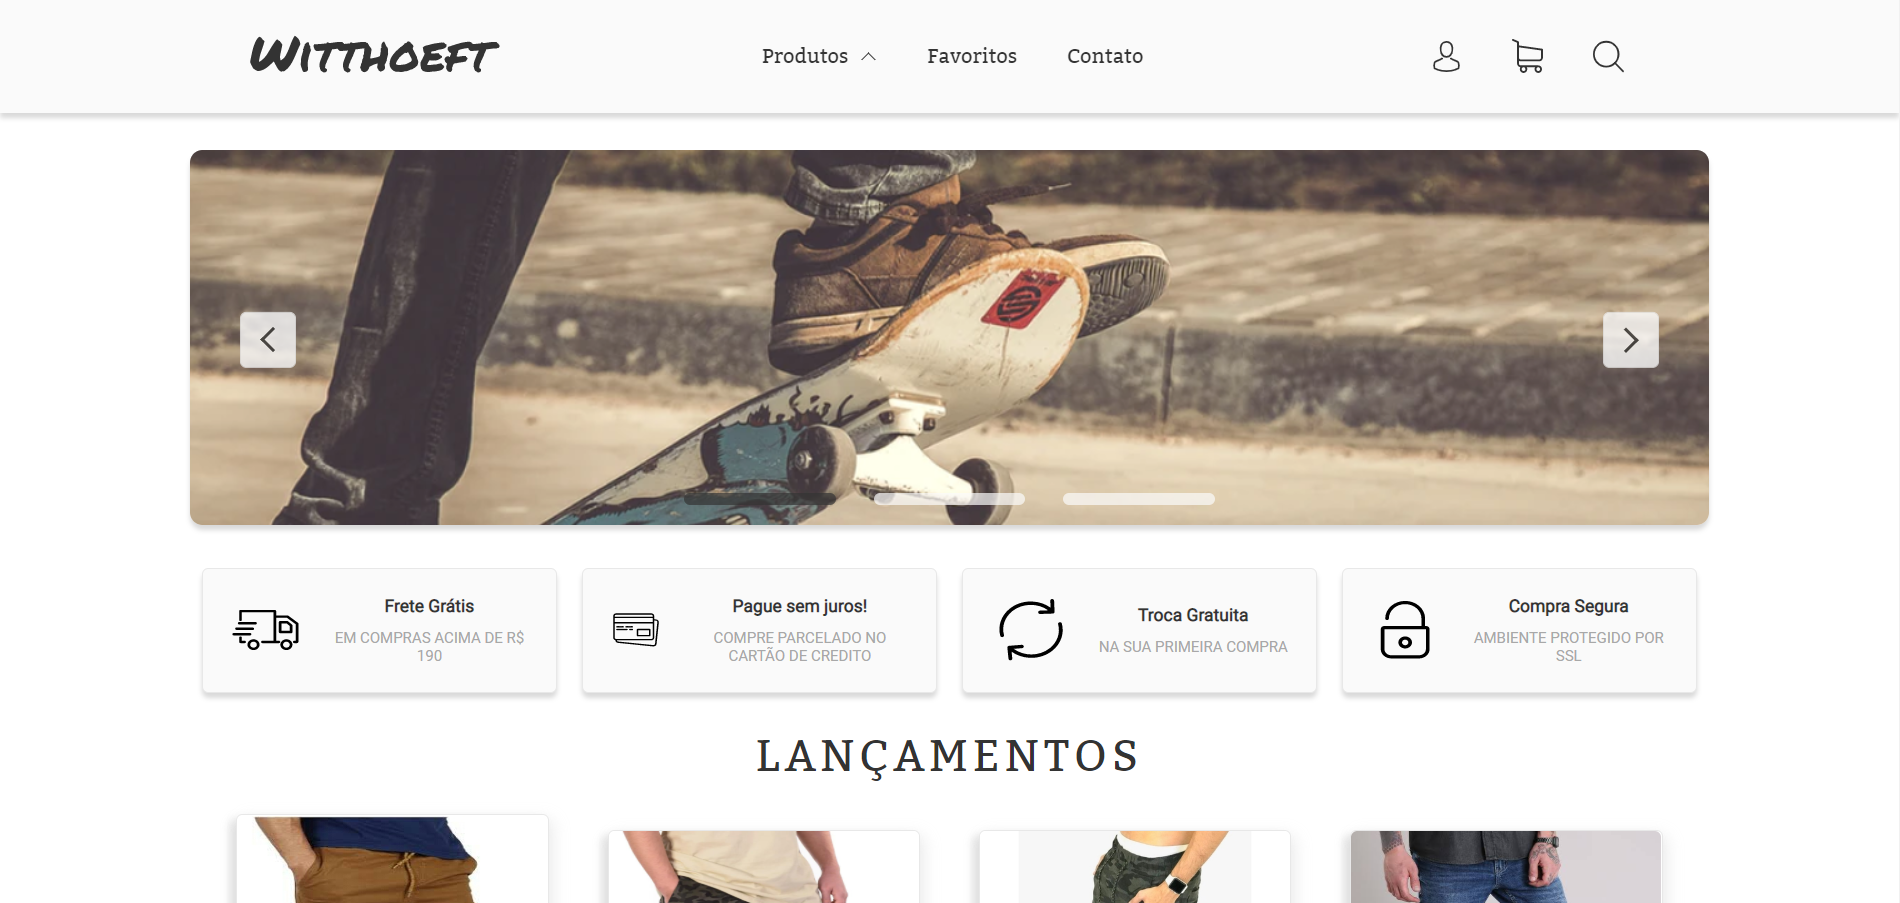 WITTHOEFT
Produtos
Favoritos
Contato
Frete Grátis
EM COMPRAS ACIMA DE R$
190
Pague sem juros!
COMPRE PARCELADO NO
CARTÃO DE CREDITO
Troca Gratuita
NA SUA PRIMEIRA COMPRA
Compra Segura
AMBIENTE PROTEGIDO POR
SSL
LANÇAMENTOS